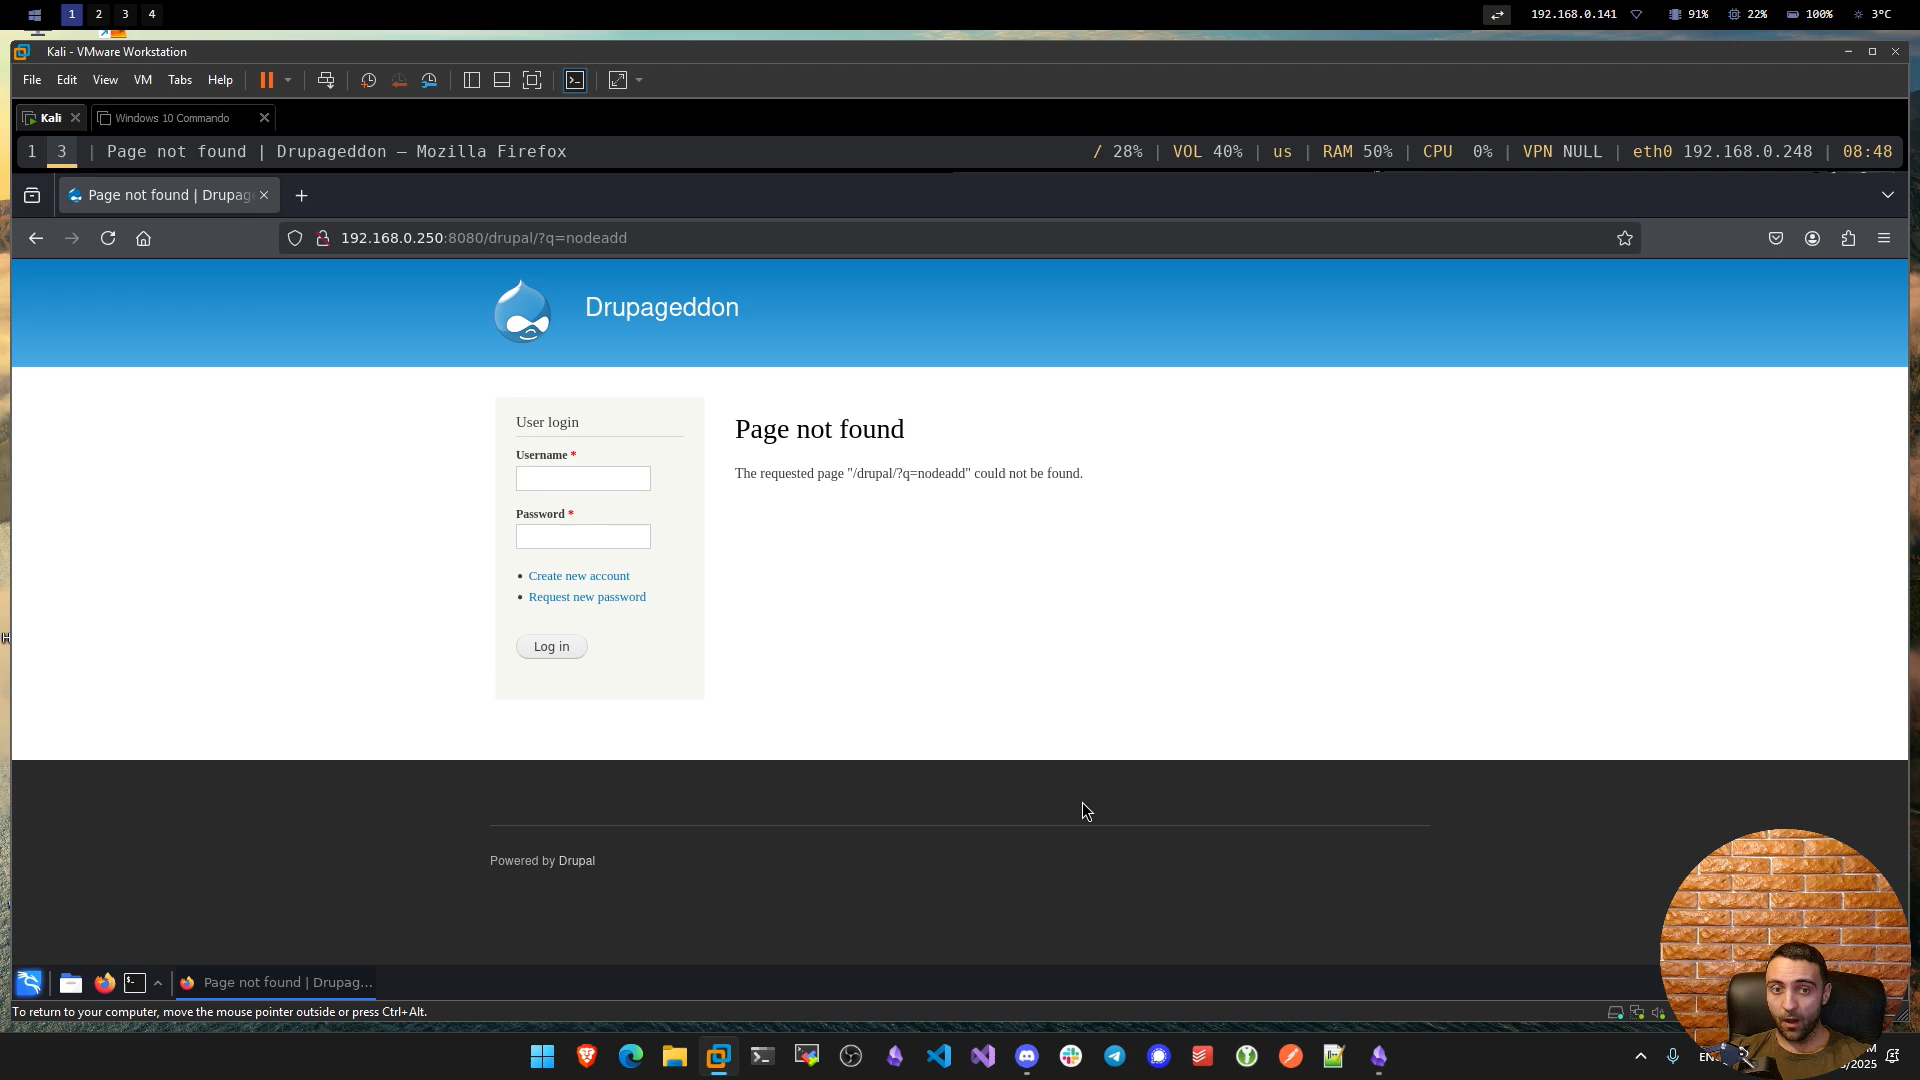 1 2 3 4 192.168.0.141 91% 22% 100% 3°C
Kali - VMware Workstation
File Edit View VM Tabs Help
Kali Windows 10 Commando
1 3 | Page not found | Drupageddon — Mozilla Firefox / 28% | VOL 40% | us | RAM 50% | CPU 0% | VPN NULL | eth0 192.168.0.248 | 08:48
Page not found | Drupag
192.168.0.250:8080/drupal/?q=nodeadd
Drupageddon
User login
Username *
Password *
Create new account
Request new password
Log in
Page not found
The requested page "/drupal/?q=nodeadd" could not be found.
Powered by Drupal
Page not found | Drupag...
To return to your computer, move the mouse pointer outside or press Ctrl+Alt.